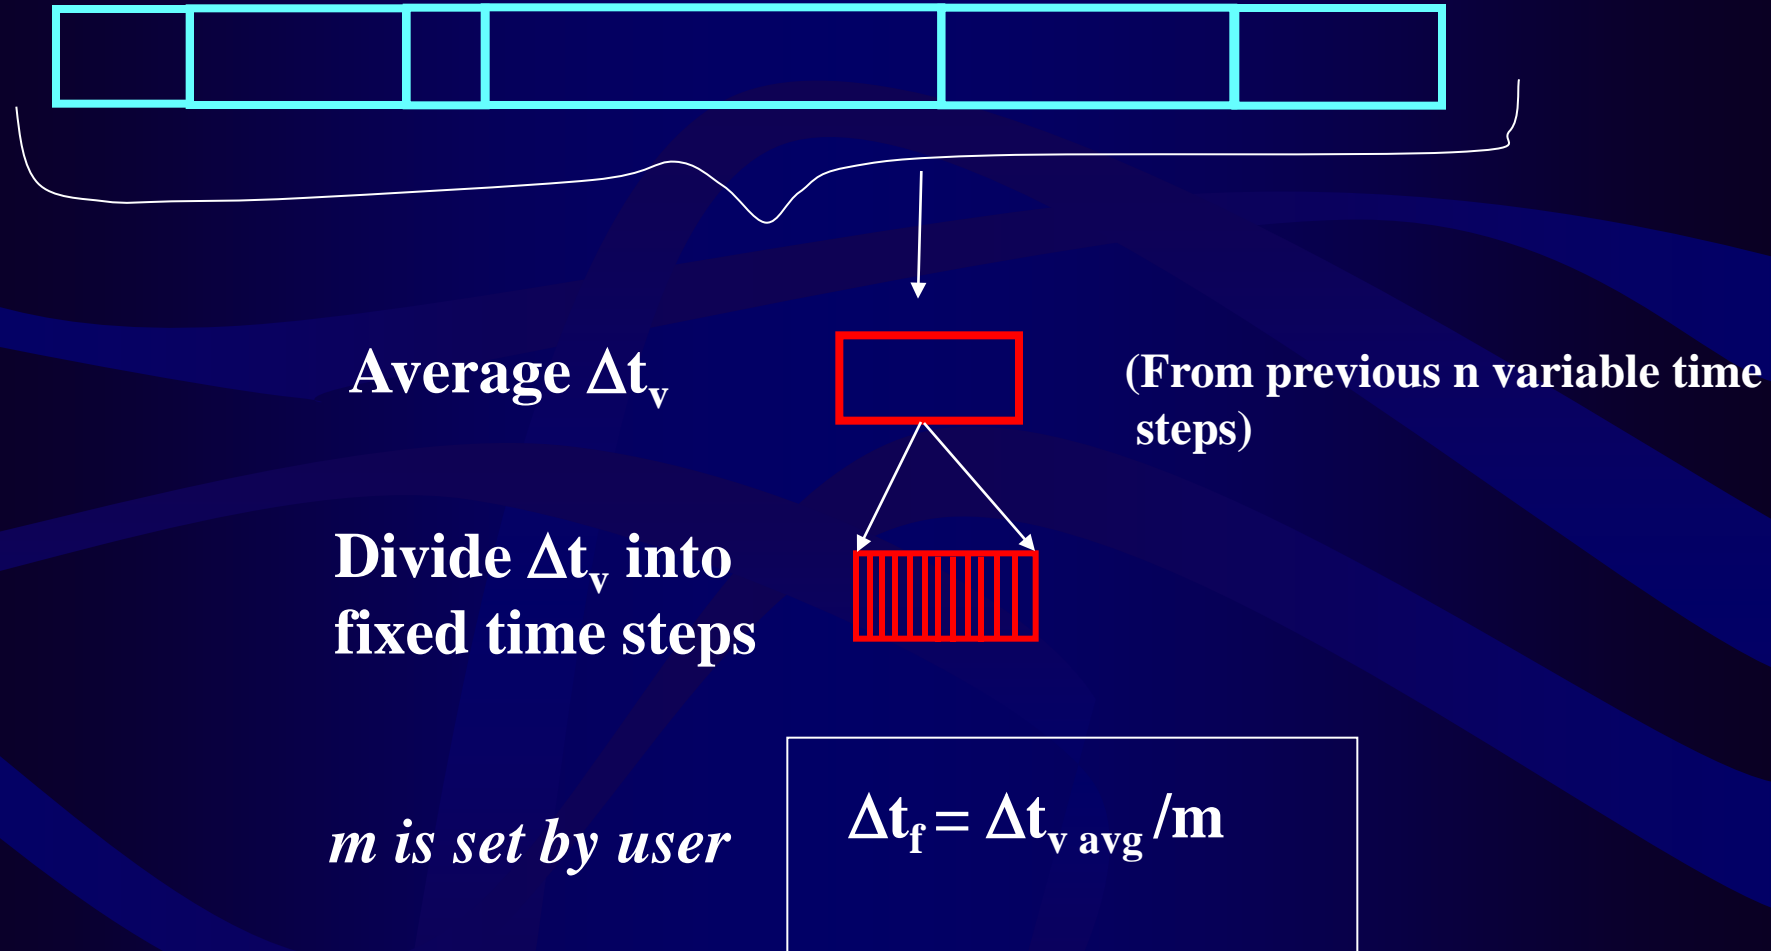 Average Δtv
(From previous n variable time
steps)
Divide Δtv into
fixed time steps
m is set by user
Δtf = Δtv avg /m